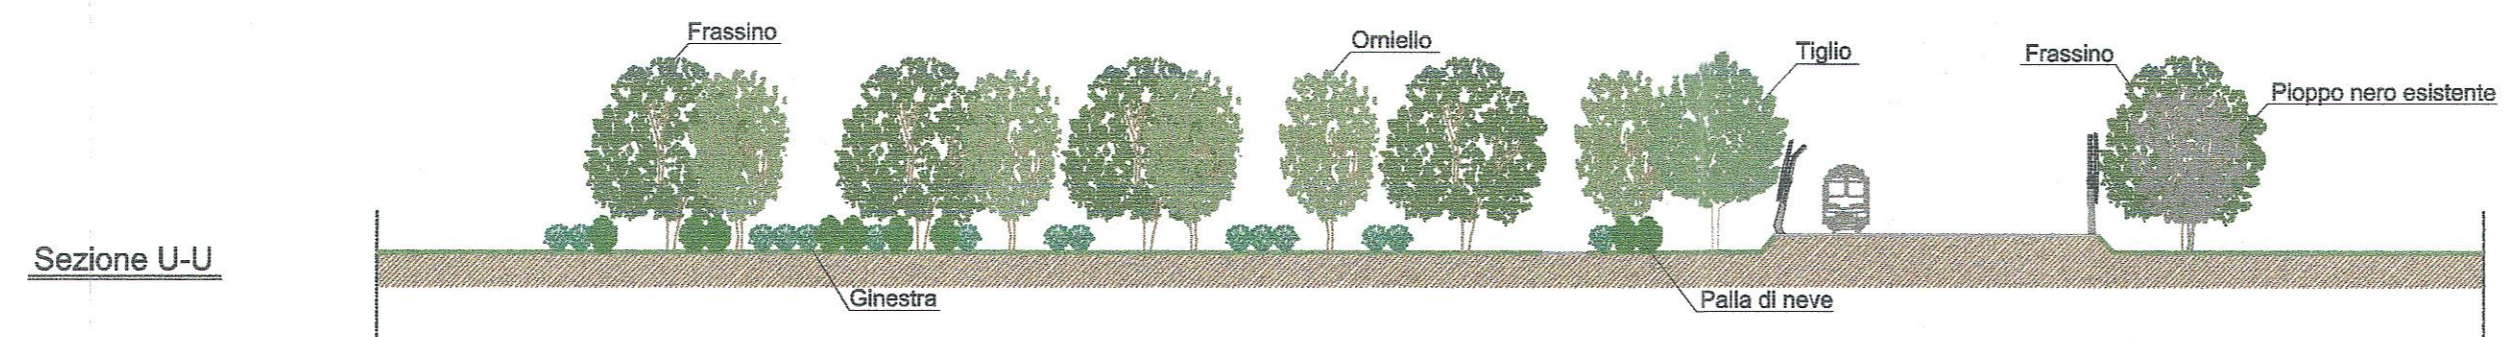 Frassino
Orniello
Tiglio
Frassino
Pioppo nero esistente
Sezione U-U
Ginestra
Palla di neve